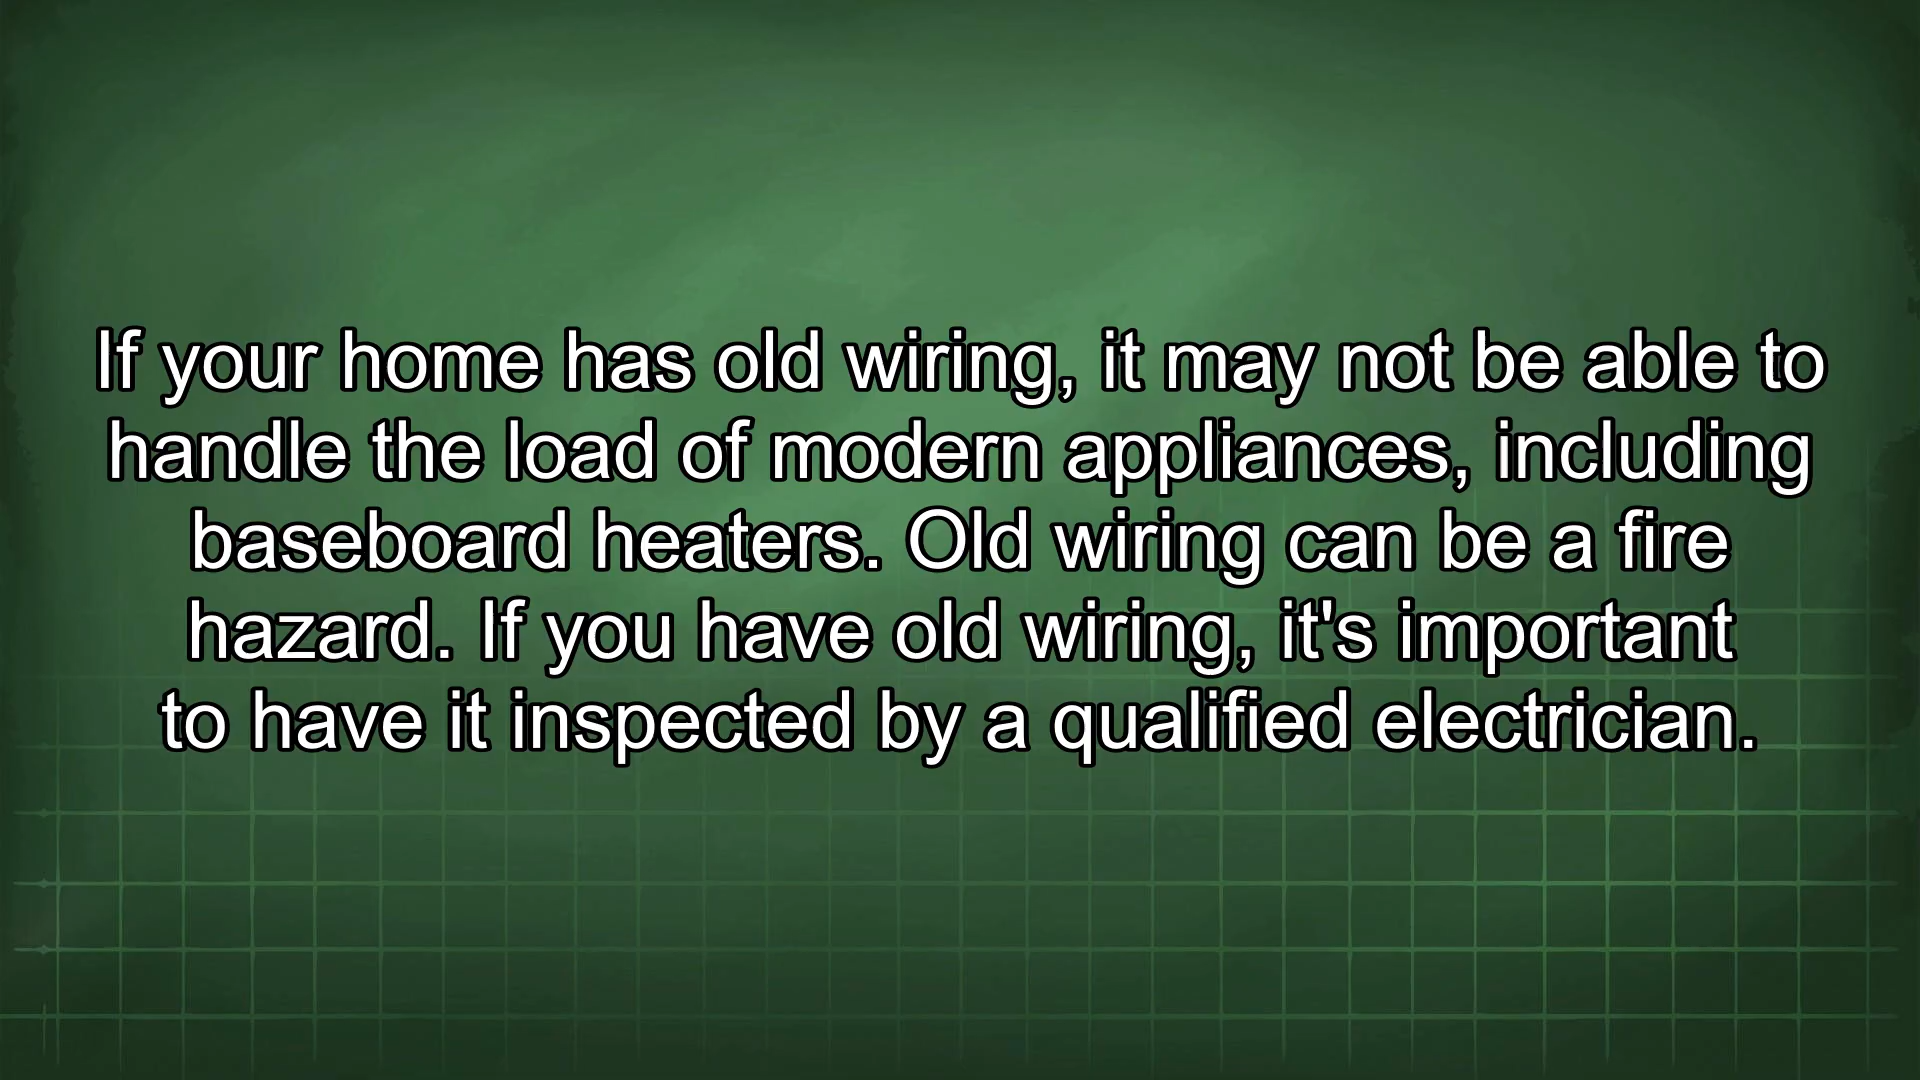 If your home has old wiring, it may not be able to
handle the load of modern appliances, including
baseboard heaters. Old wiring can be a fire
hazard. If you have old wiring, it's important
to have it inspected by a qualified electrician.